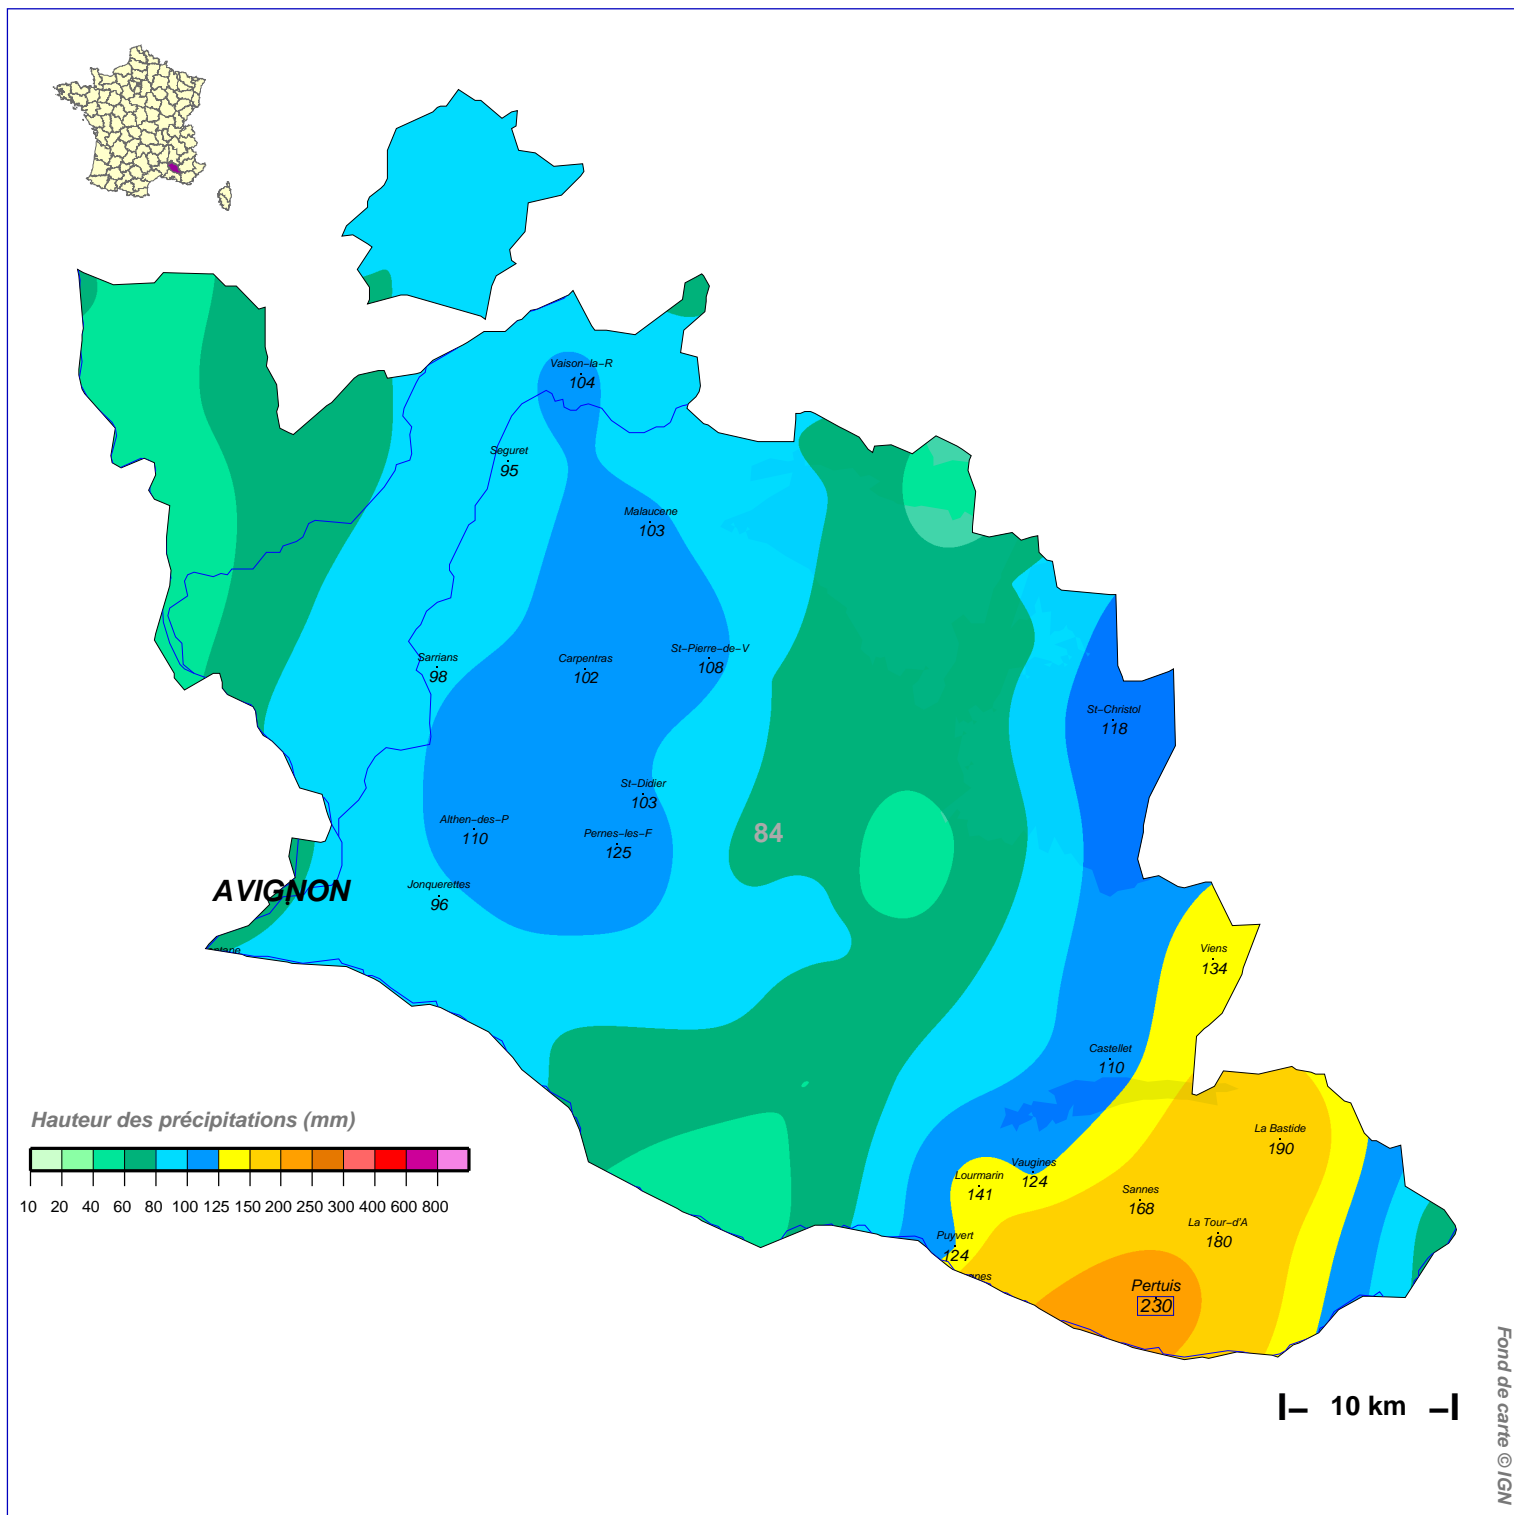 Vaison-la-R
104
Seguret
95
Malaucene
103
Sarrians
98
Carpentras
102
St-Pierre-de-V
108
St-Christol
118
St-Didier
103
Althen-des-P
110
Pernes-les-F
125
84
AVIGNON
Jonquerettes
96
Viens
134
Castellet
110
Hauteur des précipitations (mm)
10 20 40 60 80 100 125 150 200 250 300 400 600 800
La Bastide
190
Vaugines
124
Lourmarin
141
Sannes
168
La Tour-d'A
180
Puyvert
124
Pertuis
230
10 km
Fond de carte © IGN